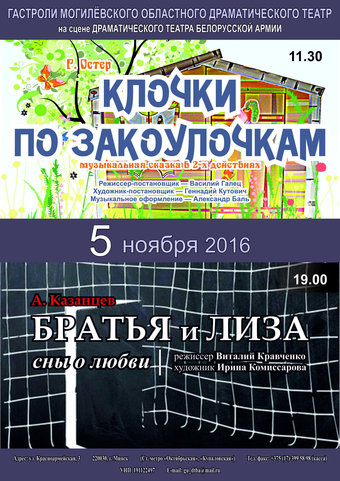 ГАСТРОЛИ МОГИЛЁВСКОГО ОБЛАСТНОГО ДРАМАТИЧЕСКОГО ТЕАТР
на сцене ДРАМАТИЧЕСКОГО ТЕАТРА БЕЛОРУССКОЙ АРМИИ
11.30
Г. Остер
КЛОЧКИ
ПО ЗАКОУЛОЧКАМ
музыкальная сказка в 2-х действиях
Режиссер-постановщик — Василий Галец
Художник-постановщик — Геннадий Кутович
Музыкальное оформление — Александр Баль
5 ноября 2016
19.00
А. Казанцев
БРАТЬЯ и ЛИЗА
сны о любви
режиссер Виталий Кравченко
художник Ирина Комиссарова
Адрес: ул. Красноармейская, 3 220030, г. Минск (Ст. метро «Октябрьская», «Купаловская») Тел. факс: +375 (17) 399 58 98 (касса)
УНП: 191122497 E-mail: go_dtba@mail.ru